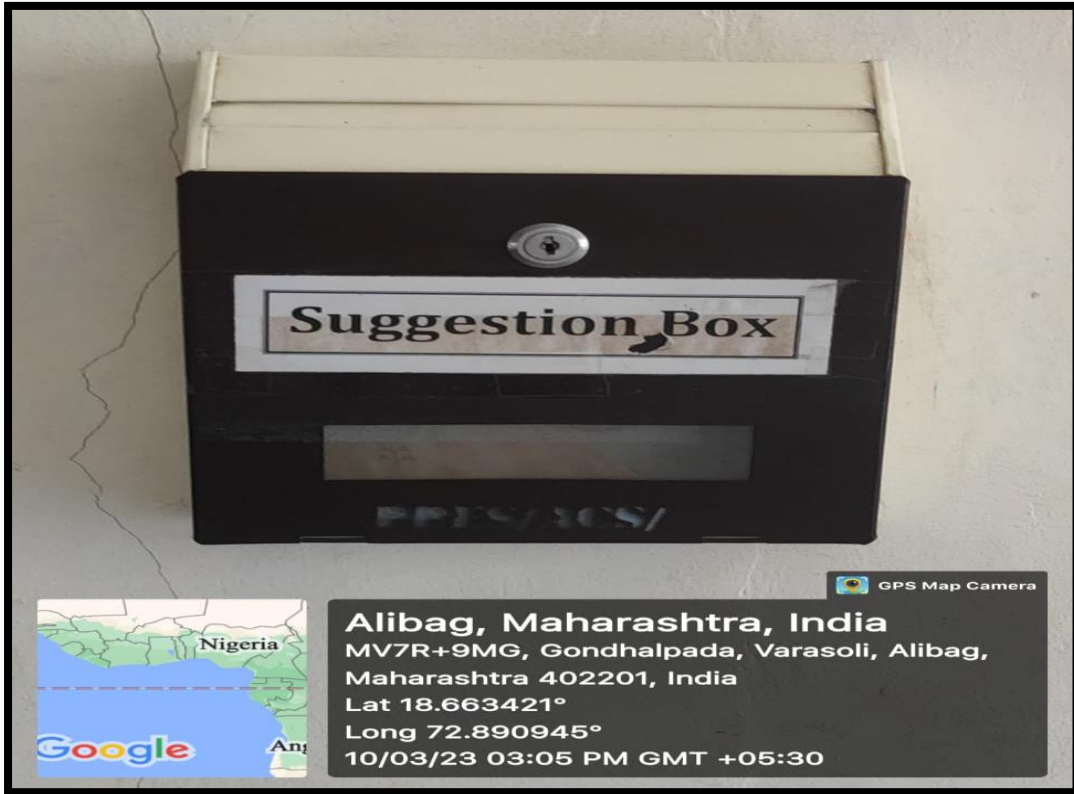 Suggestion Box
GPS Map Camera
Nigeria
Google
Ang
Alibag, Maharashtra, India
MV7R+9MG, Gondhalpada, Varasoli, Alibag,
Maharashtra 402201, India
Lat 18.663421°
Long 72.890945°
10/03/23 03:05 PM GMT +05:30